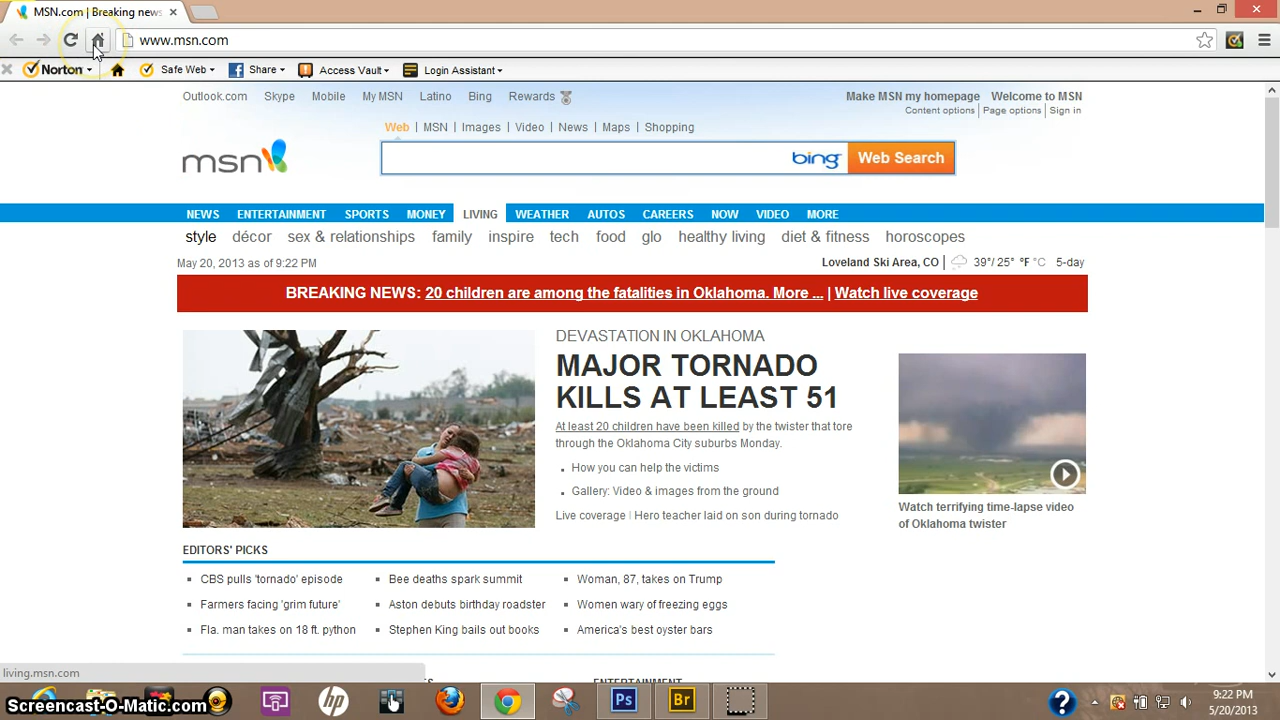 MSN.com | Breaking news
www.msn.com
Norton
Safe Web
Share
Access Vault
Login Assistant
Outlook.com Skype Mobile My MSN Latino Bing Rewards
Make MSN my homepage Welcome to MSN
Content options | Page options | Sign in
Web | MSN | Images | Video | News | Maps | Shopping
msn
bing
Web Search
NEWS ENTERTAINMENT SPORTS MONEY LIVING WEATHER AUTOS CAREERS NOW VIDEO MORE
style décor sex & relationships family inspire tech food glo healthy living diet & fitness horoscopes
May 20, 2013 as of 9:22 PM
Loveland Ski Area, CO | 39°/ 25° °F °C 5-day
BREAKING NEWS: 20 children are among the fatalities in Oklahoma. More ... | Watch live coverage
DEVASTATION IN OKLAHOMA
MAJOR TORNADO
KILLS AT LEAST 51
At least 20 children have been killed by the twister that tore
through the Oklahoma City suburbs Monday.
How you can help the victims
Gallery: Video & images from the ground
Live coverage | Hero teacher laid on son during tornado
Watch terrifying time-lapse video
of Oklahoma twister
EDITORS' PICKS
CBS pulls 'tornado' episode
Farmers facing 'grim future'
Fla. man takes on 18 ft. python
Bee deaths spark summit
Aston debuts birthday roadster
Stephen King bails out books
Woman, 87, takes on Trump
Women wary of freezing eggs
America's best oyster bars
living.msn.com
Screencast-O-Matic.com
hp
Ps
Br
?
9:22 PM
5/20/2013